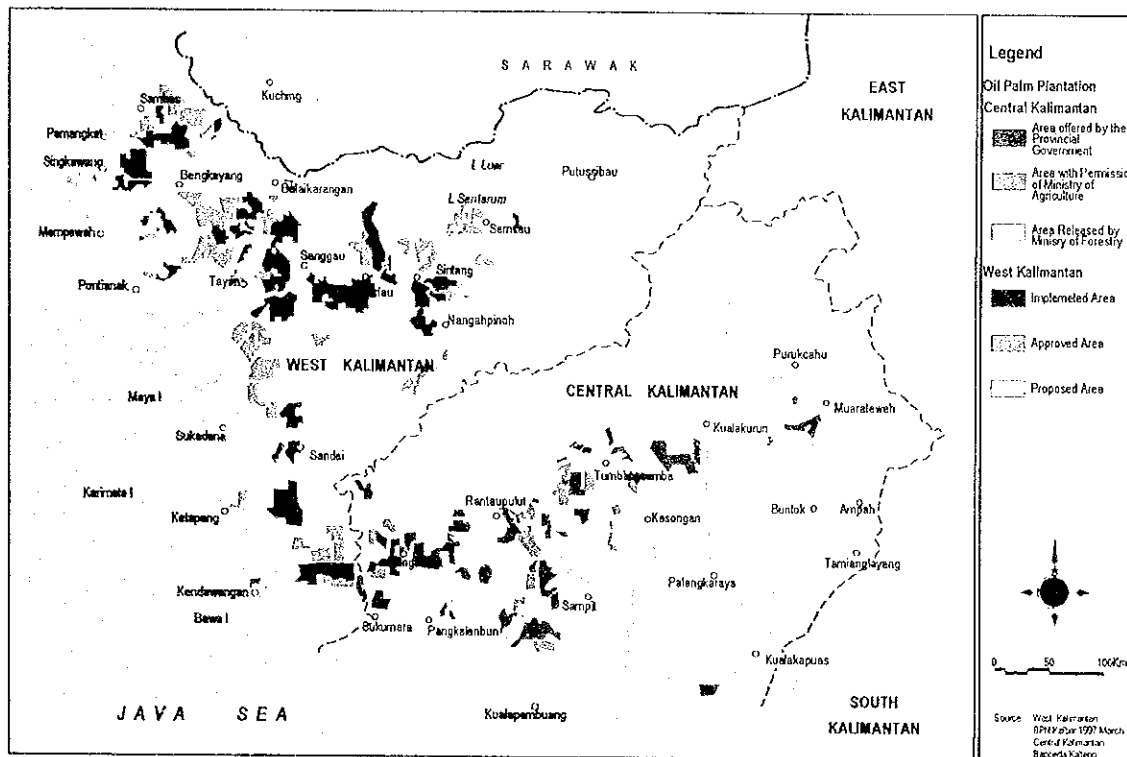 SARAWAK
EAST
KALIMANTAN
Kuching
Sambas
Pemangkat
Singkawang
Bengkayang
Balaikarangan
L Luar
Putussibau
L Sentarum
Semitau
Mempawah
Sanggau
Sintang
Pontianak
Tayan
Nangahpinoh
WEST KALIMANTAN
CENTRAL KALIMANTAN
Purukcahu
Maya I
Muarateweh
Sukadana
Kualakurun
Sandai
Karimata I
Rantaupulut
Ketapang
Kasongan
Buntok
Ampah
Tamianglayang
Palangkaraya
Kendawangan
Bawa I
Sukumara
Pangkalanbun
Sampit
Kualakapuas
JAVA SEA
Kualapembuang
SOUTH
KALIMANTAN
Legend
Oil Palm Plantation
Central Kalimantan
Area offered by the
Provincial
Government
Area with Permission
of Ministry of
Agriculture
Area Released by
Minisry of Forestry
West Kalimantan
Implemeted Area
Approved Area
Proposed Area
0 50 100Km
Source West Kalimantan
1997 March
Central Kalimantan